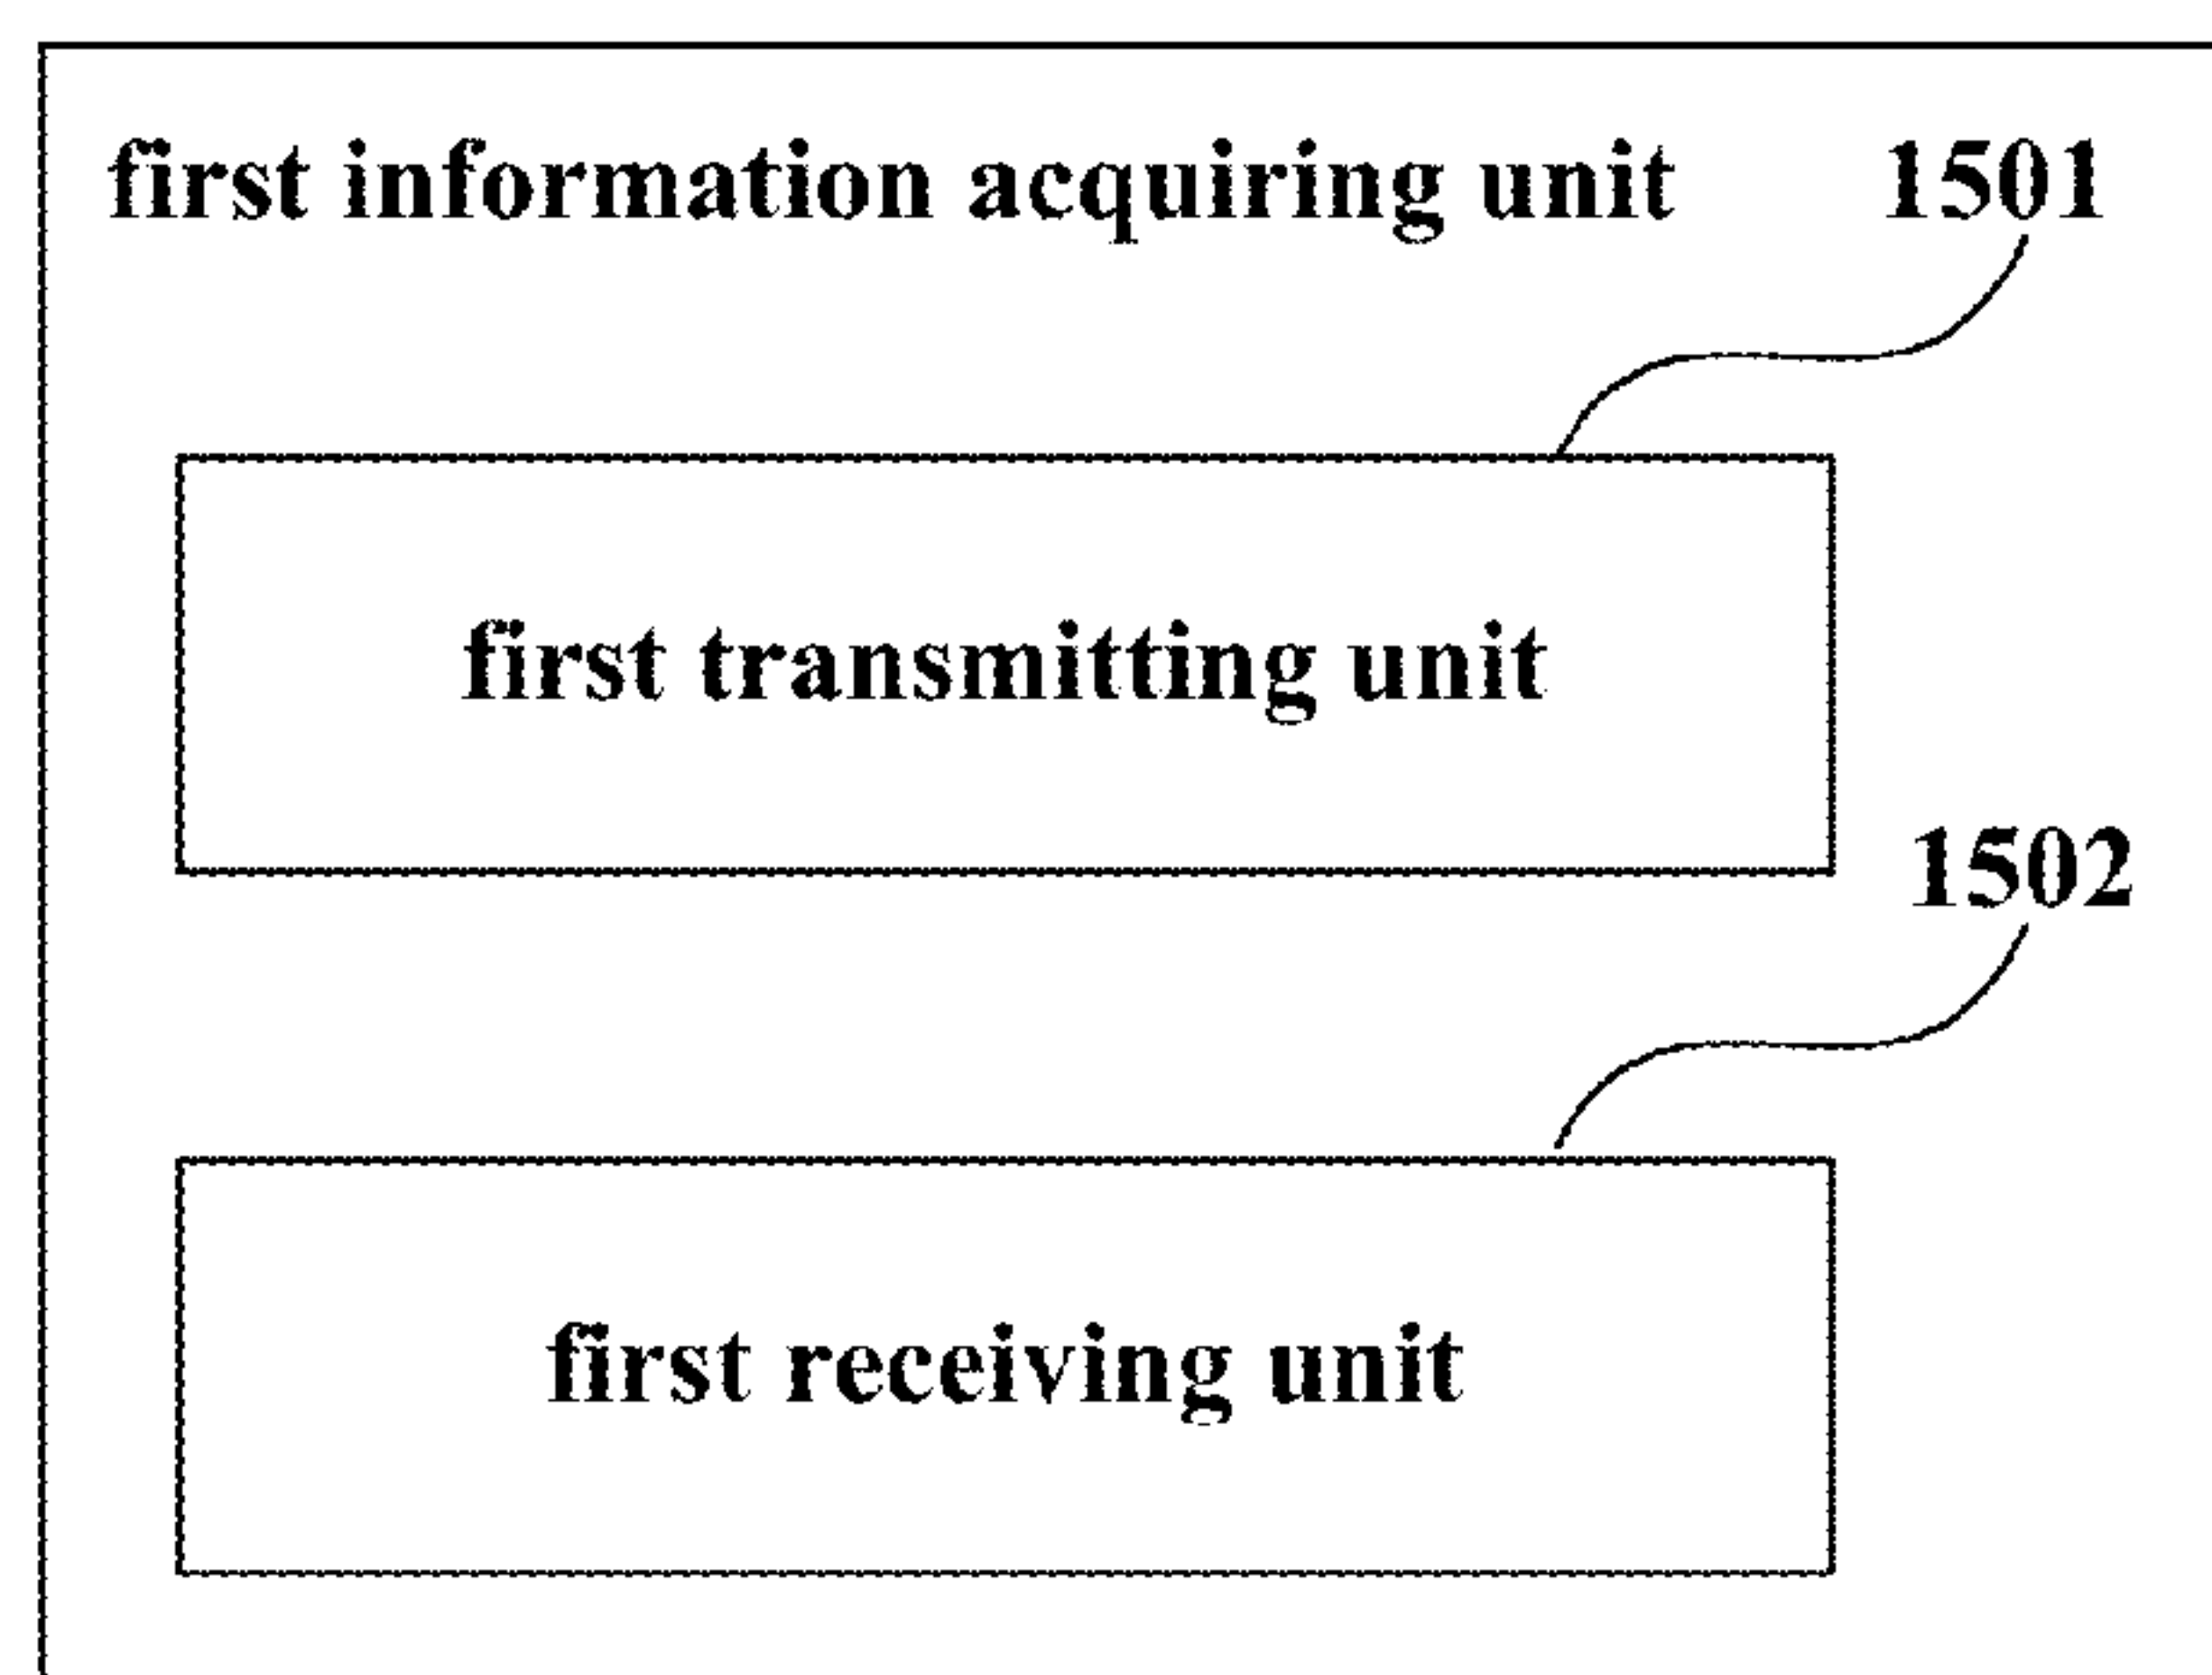 first information acquiring unit 1501
first transmitting unit
1502
first receiving unit